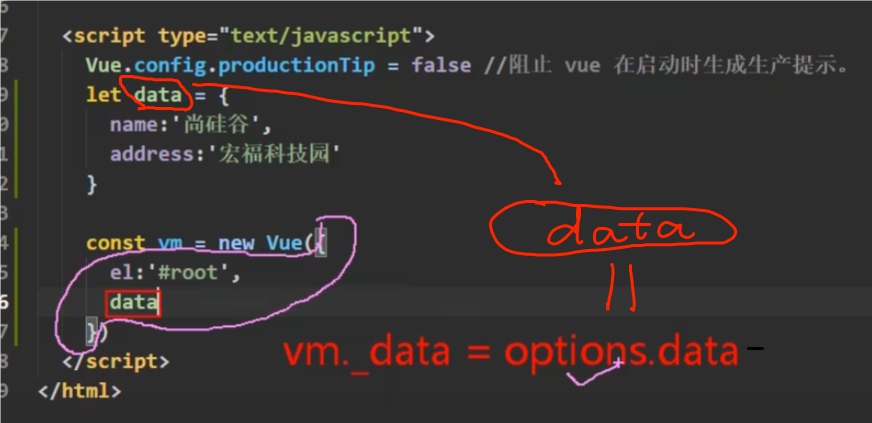 6
7 <script type="text/javascript">
8 Vue.config.productionTip = false //阻止 vue 在启动时生成生产提示。
9 let data = {
0 name:'尚硅谷',
1 address:'宏福科技园'
2 }
3
data
4 const vm = new Vue({
5 el:'#root',
6 data
7 })
vm._data = options.data
8 </script>
9 </html>